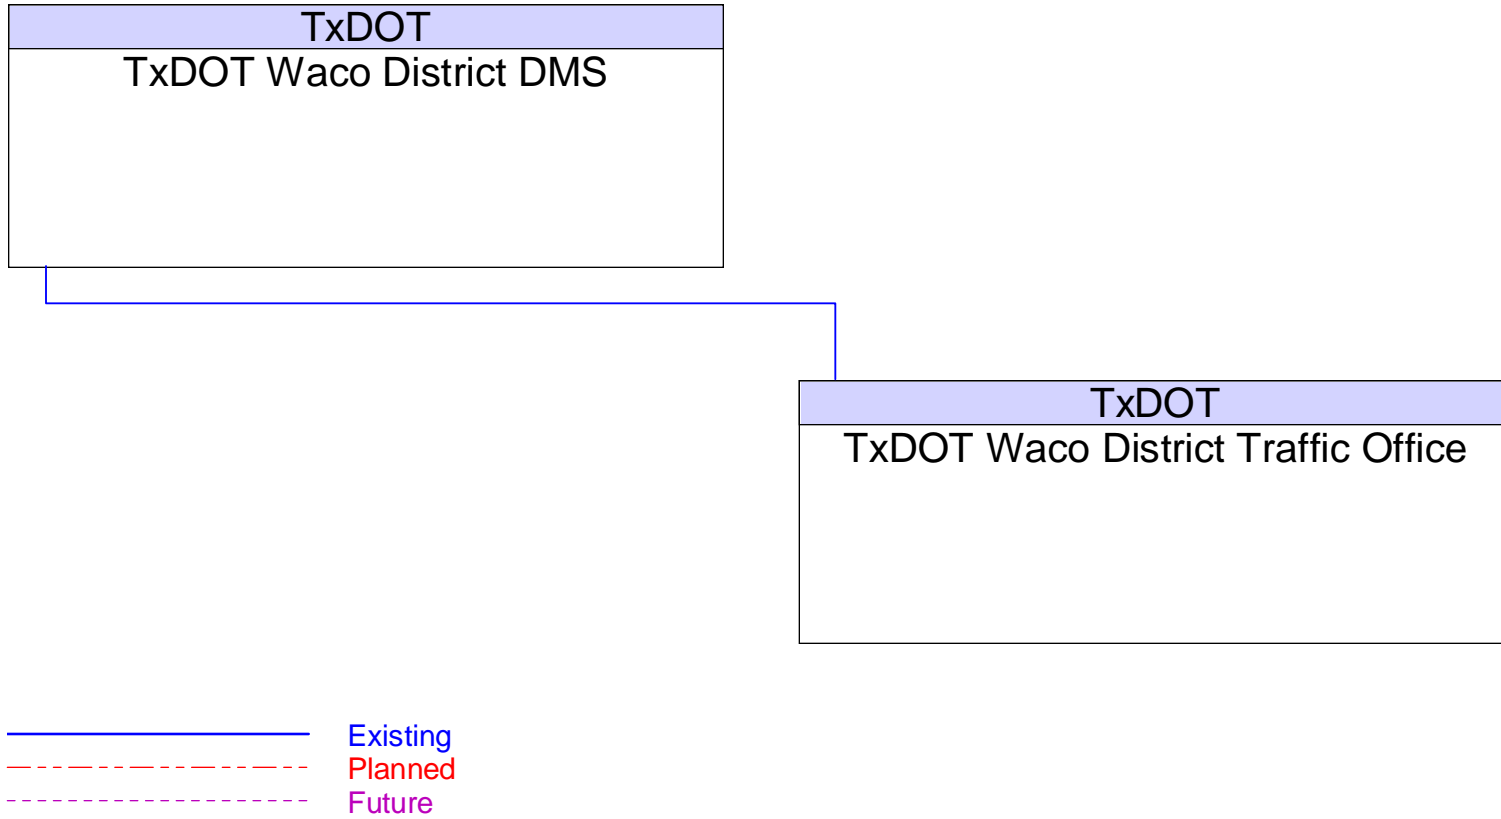 TxDOT
TxDOT Waco District DMS
TxDOT
TxDOT Waco District Traffic Office
Existing
Planned
Future